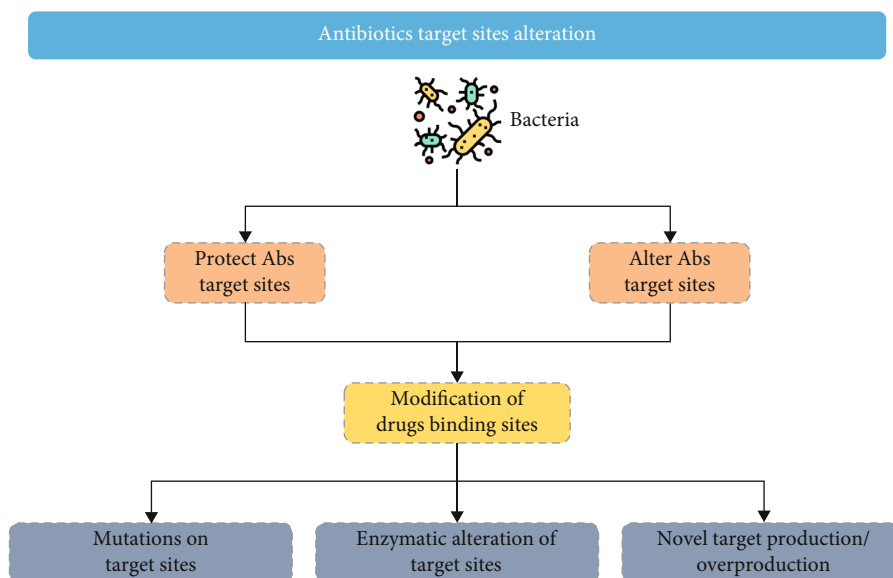 Antibiotics target sites alteration
Bacteria
Protect Abs
target sites
Alter Abs
target sites
Modification of
drugs binding sites
Mutations on
target sites
Enzymatic alteration of
target sites
Novel target production/
overproduction